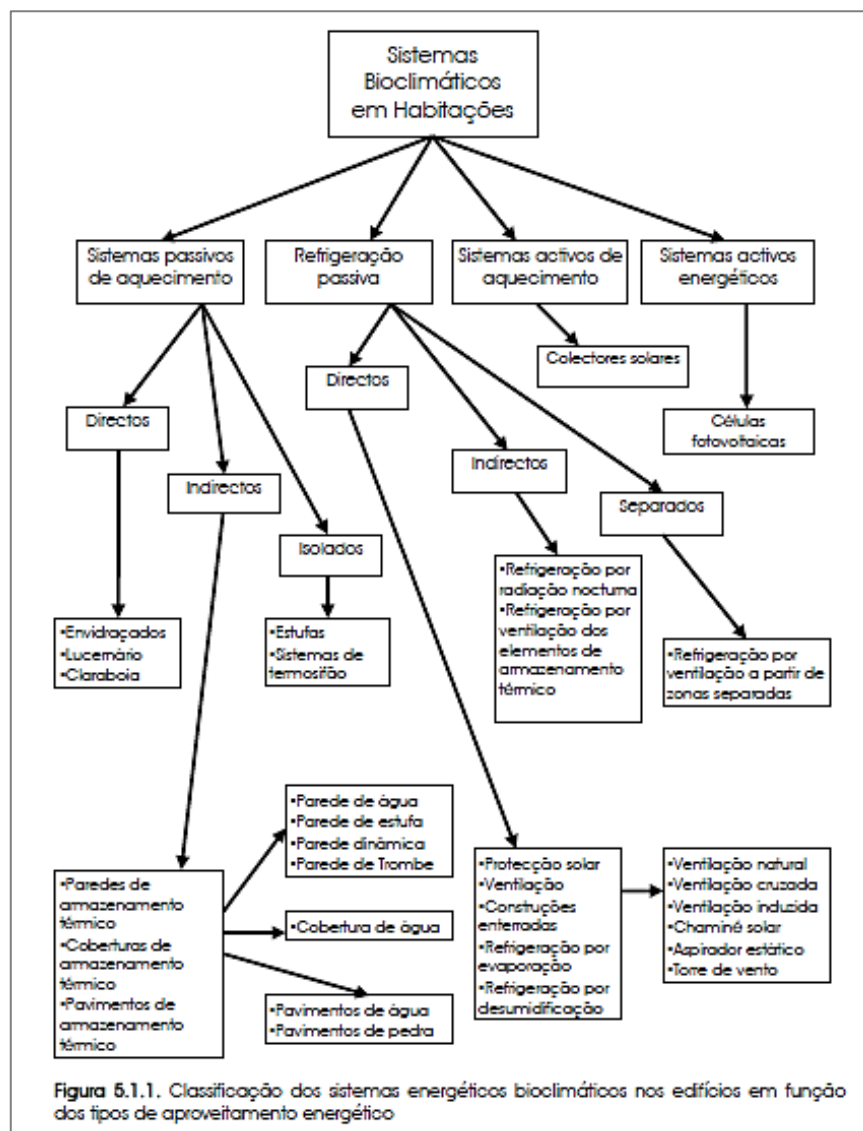 Sistemas
Bioclimáticos
em Habitações
Sistemas passivos
de aquecimento
Refrigeração
passiva
Sistemas activos de
aquecimento
Sistemas activos
energéticos
Colectores solares
Células
fotovoltaicas
Directos
Indirectos
Isolados
Directos
Indirectos
Separados
•Envidraçados
•Lucernário
•Claraboia
•Estufas
•Sistemas de
termosifão
•Refrigeração por
radiação nocturna
•Refrigeração por
ventilação dos
elementos de
armazenamento
térmico
•Refrigeração por
ventilação a partir de
zonas separadas
•Paredes de
armazenamento
térmico
•Coberturas de
armazenamento
térmico
•Pavimentos de
armazenamento
térmico
•Parede de água
•Parede de estufa
•Parede dinâmica
•Parede de Trombe
•Cobertura de água
•Pavimentos de água
•Pavimentos de pedra
•Protecção solar
•Ventilação
•Construções
enterradas
•Refrigeração por
evaporação
•Refrigeração por
desumidificação
•Ventilação natural
•Ventilação cruzada
•Ventilação induzida
•Chaminé solar
•Aspirador estático
•Torre de vento
Figura 5.1.1. Classificação dos sistemas energéticos bioclimáticos nos edifícios em função
dos tipos de aproveitamento energético